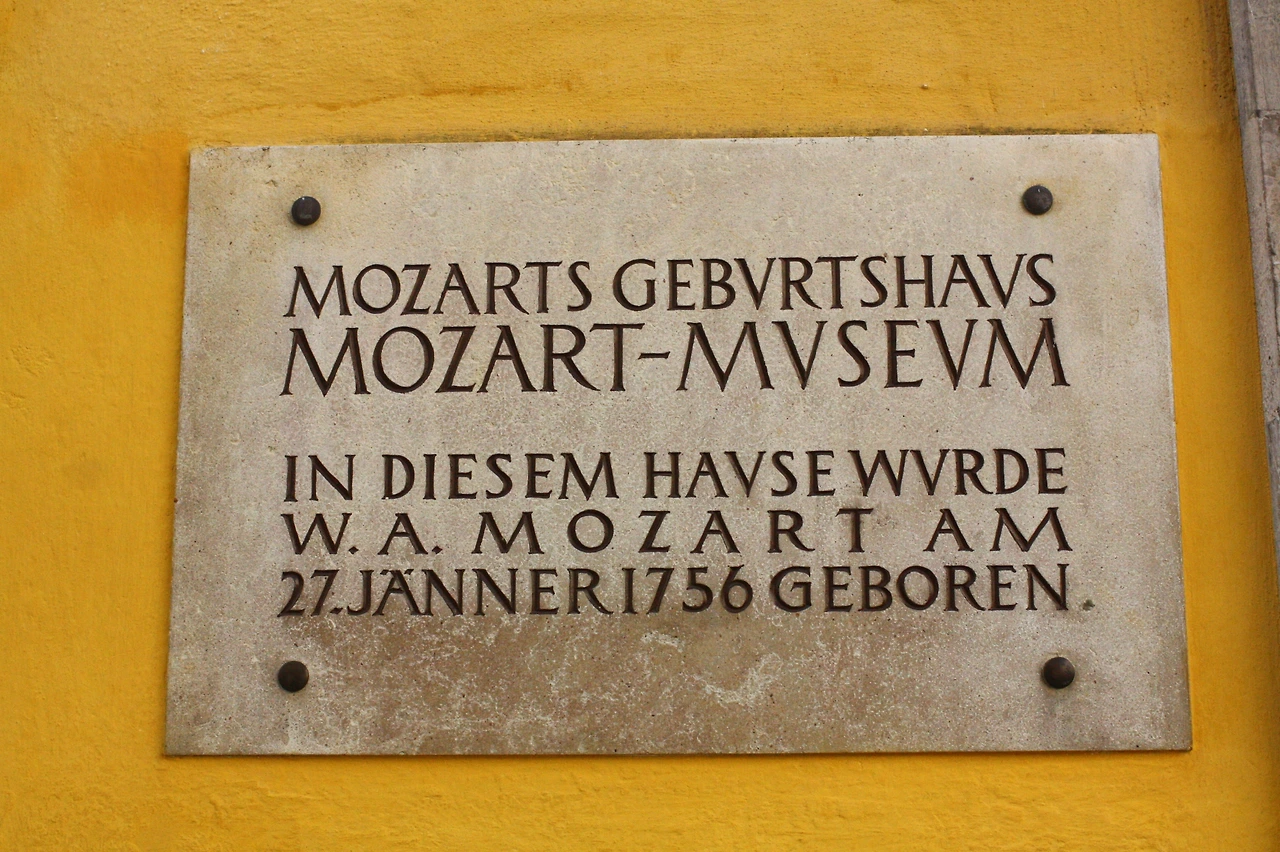 MOZARTS GEBVRTSHAVS
MOZART-MVSEVM
IN DIESEM HAVSE WVRDE
W. A. MOZART AM
27. JÄNNER 1756 GEBOREN